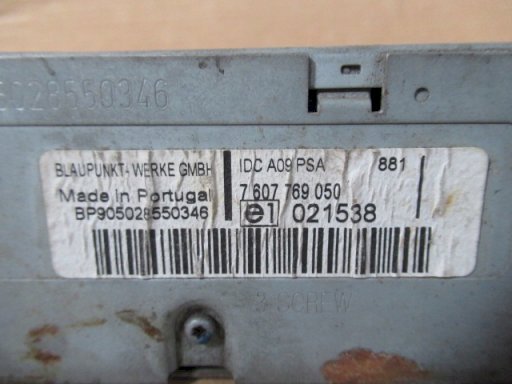 5028550346
BLAUPUNKT-WERKE GMBH
Made in Portugal
BP905028550346
IDC A09 PSA 881
7 607 769 050
e1 021538
3 SCREW